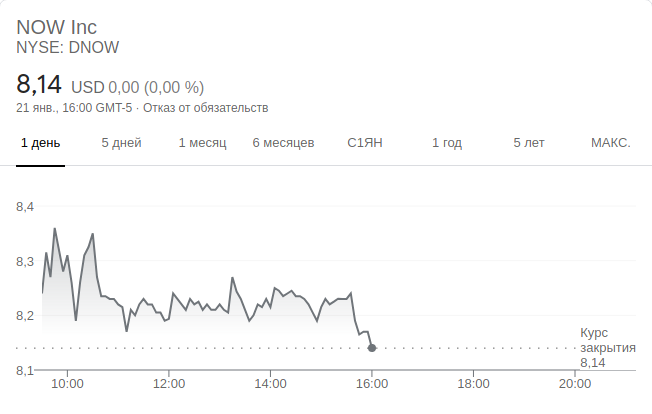 NOW Inc
NYSE: DNOW
8,14 USD 0,00 (0,00 %)
21 янв., 16:00 GMT-5 · Отказ от обязательств
1 день 5 дней 1 месяц 6 месяцев С1ЯН 1 год 5 лет МАКС.
8,4
8,3
8,2
Курс
закрытия
8,14
8,1
10:00 12:00 14:00 16:00 18:00 20:00